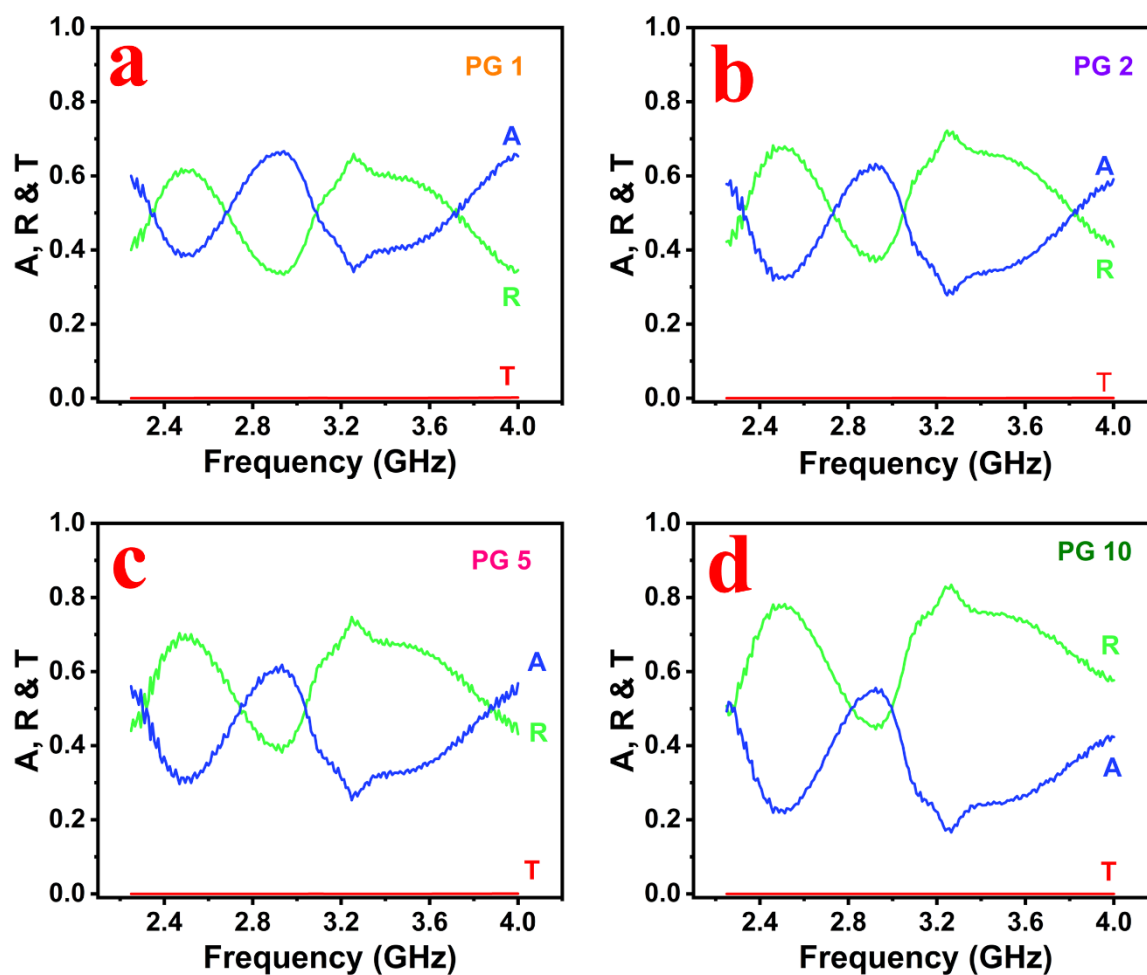 a
PG 1
A, R & T
1.0
0.8
0.6
0.4
0.2
0.0
A
R
T
2.4 2.8 3.2 3.6 4.0
Frequency (GHz)
b
PG 2
A, R & T
1.0
0.8
0.6
0.4
0.2
0.0
A
R
T
2.4 2.8 3.2 3.6 4.0
Frequency (GHz)
c
PG 5
A, R & T
1.0
0.8
0.6
0.4
0.2
0.0
A
R
T
2.4 2.8 3.2 3.6 4.0
Frequency (GHz)
d
PG 10
A, R & T
1.0
0.8
0.6
0.4
0.2
0.0
R
A
T
2.4 2.8 3.2 3.6 4.0
Frequency (GHz)